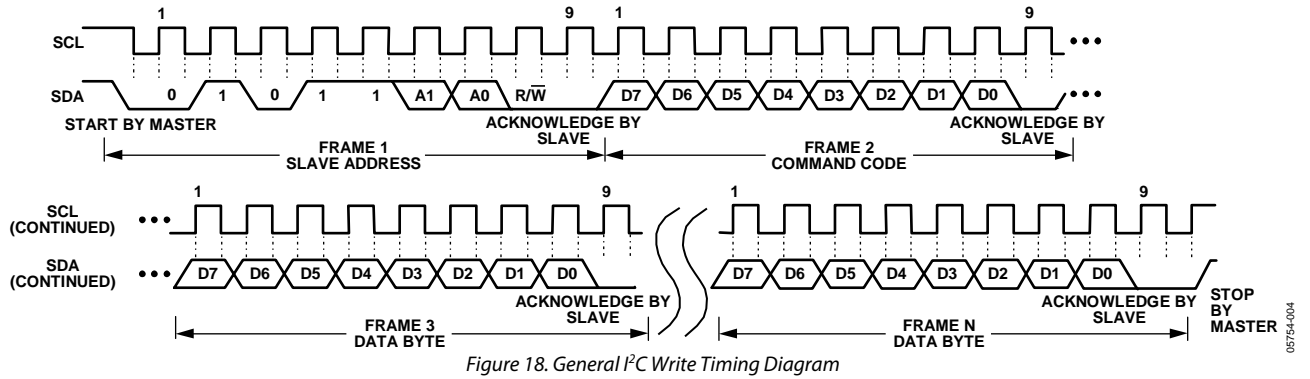 1 9 1 9
SCL
SDA 0 1 0 1 1 A1 A0 R/W̅ D7 D6 D5 D4 D3 D2 D1 D0
START BY MASTER ACKNOWLEDGE BY SLAVE ACKNOWLEDGE BY SLAVE
FRAME 1 SLAVE ADDRESS FRAME 2 COMMAND CODE
1 9 1 9
SCL (CONTINUED)
SDA (CONTINUED) D7 D6 D5 D4 D3 D2 D1 D0 D7 D6 D5 D4 D3 D2 D1 D0
ACKNOWLEDGE BY SLAVE ACKNOWLEDGE BY SLAVE STOP BY MASTER
FRAME 3 DATA BYTE FRAME N DATA BYTE
05754-004
Figure 18. General I²C Write Timing Diagram